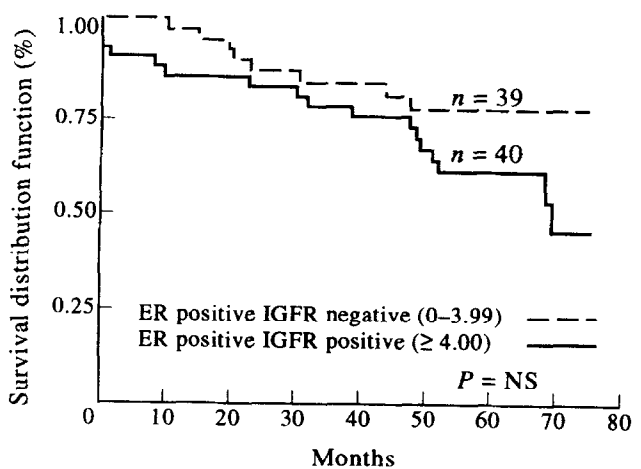 Survival distribution function (%)
1.00
0.75
0.50
0.25
0
n = 39
n = 40
ER positive IGFR negative (0–3.99)
ER positive IGFR positive (≥ 4.00)
P = NS
10 20 30 40 50 60 70 80
Months